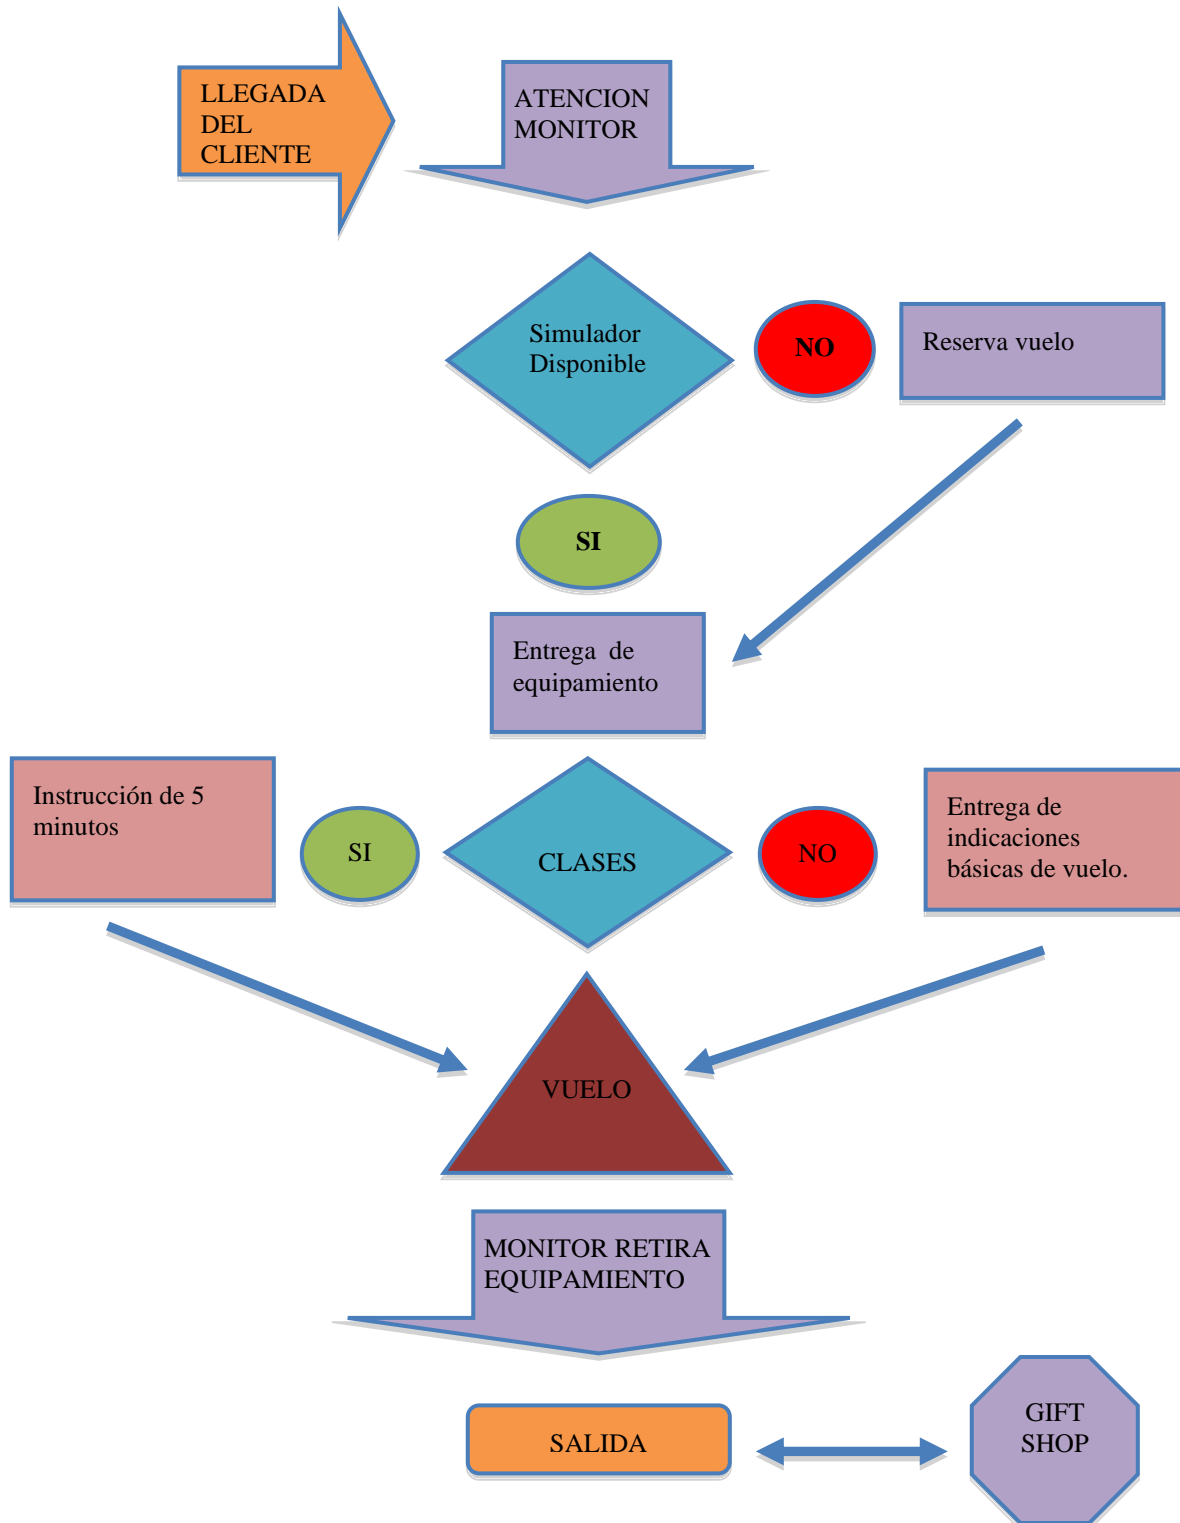 LLEGADA
DEL
CLIENTE
ATENCION
MONITOR
Simulador
Disponible
NO
Reserva vuelo
SI
Entrega  de
equipamiento
Instrucción de 5
minutos
SI
CLASES
NO
Entrega de
indicaciones
básicas de vuelo.
VUELO
MONITOR RETIRA
EQUIPAMIENTO
SALIDA
GIFT
SHOP